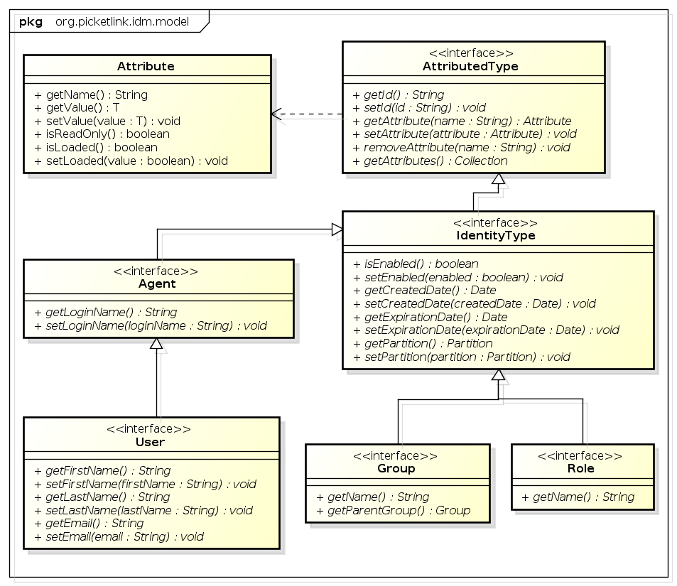 pkg org.picketlink.idm.model
Attribute
+ getName() : String
+ getValue() : T
+ setValue(value : T) : void
+ isReadOnly() : boolean
+ isLoaded() : boolean
+ setLoaded(value : boolean) : void
<<interface>>
AttributedType
+ getId() : String
+ setId(id : String) : void
+ getAttribute(name : String) : Attribute
+ setAttribute(attribute : Attribute) : void
+ removeAttribute(name : String) : void
+ getAttributes() : Collection
<<interface>>
IdentityType
+ isEnabled() : boolean
+ setEnabled(enabled : boolean) : void
+ getCreatedDate() : Date
+ setCreatedDate(createdDate : Date) : void
+ getExpirationDate() : Date
+ setExpirationDate(expirationDate : Date) : void
+ getPartition() : Partition
+ setPartition(partition : Partition) : void
<<interface>>
Agent
+ getLoginName() : String
+ setLoginName(loginName : String) : void
<<interface>>
User
+ getFirstName() : String
+ setFirstName(firstName : String) : void
+ getLastName() : String
+ setLastName(lastName : String) : void
+ getEmail() : String
+ setEmail(email : String) : void
<<interface>>
Group
+ getName() : String
+ getParentGroup() : Group
<<interface>>
Role
+ getName() : String